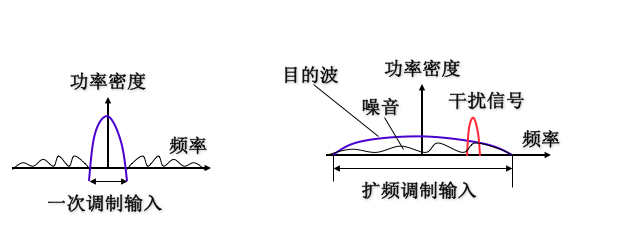 功率密度
频率
一次调制输入
目的波
功率密度
噪音
干扰信号
频率
扩频调制输入